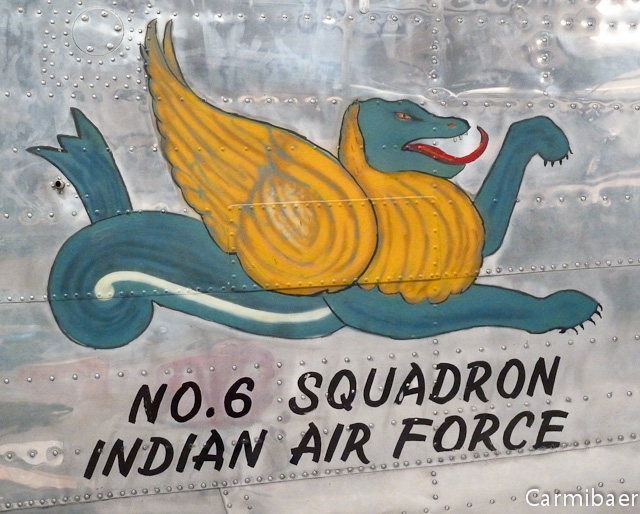 NO.6 SQUADRON
INDIAN AIR FORCE
Carmibaer